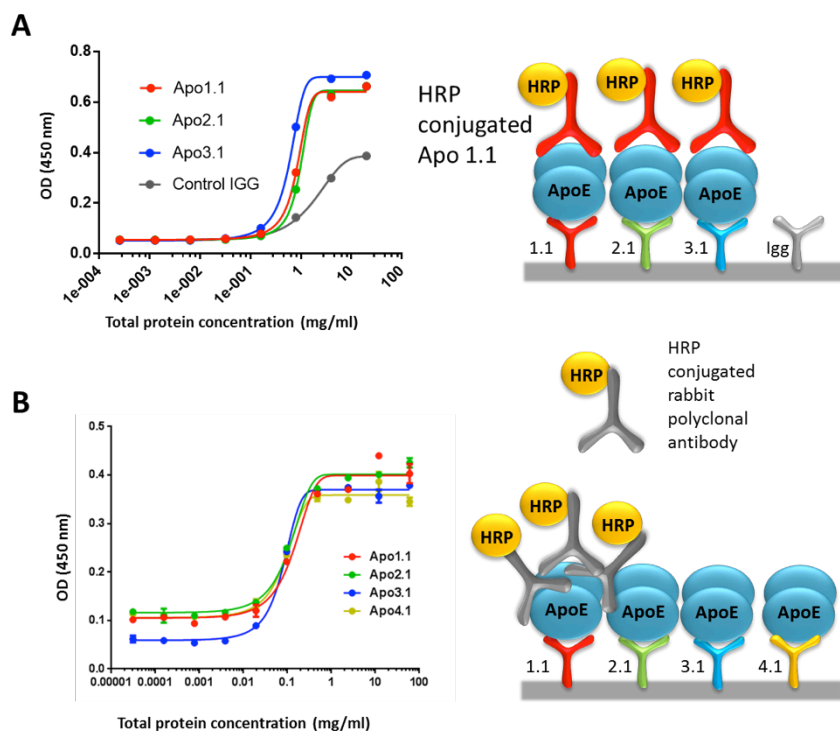 A
OD (450 nm)
0.8
0.6
0.4
0.2
0.0
Apo1.1
Apo2.1
Apo3.1
Control IGG
1e-004
1e-003
1e-002
1e-001
1
10
100
Total protein concentration (mg/ml)
HRP
conjugated
Apo 1.1
HRP
HRP
HRP
ApoE
ApoE
ApoE
1.1
2.1
3.1
Igg
B
OD (450 nm)
0.5
0.4
0.3
0.2
0.1
0.0
Apo1.1
Apo2.1
Apo3.1
Apo4.1
0.00001
0.0001
0.001
0.01
0.1
1
10
100
Total protein concentration (mg/ml)
HRP
HRP
conjugated
rabbit
polyclonal
antibody
HRP
HRP
HRP
ApoE
ApoE
ApoE
ApoE
1.1
2.1
3.1
4.1